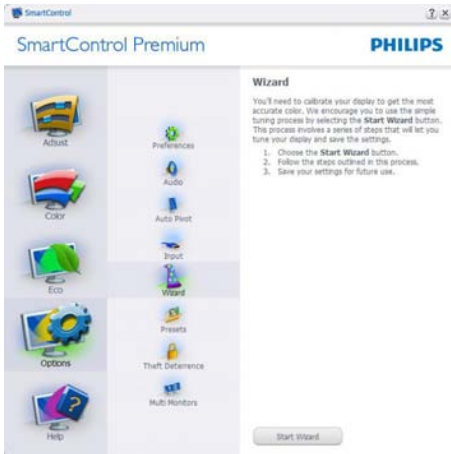 SmartControl
SmartControl Premium
PHILIPS
Adjust
Color
Eco
Options
Help
Preferences
Audio
Auto Pivot
Input
Wizard
Presets
Theft Deterrence
Multi Monitors
Wizard
You'll need to calibrate your display to get the most
accurate color. We encourage you to use the simple
tuning process by selecting the Start Wizard button.
This process involves a series of steps that will let you
tune your display and save the settings.
1. Choose the Start Wizard button.
2. Follow the steps outlined in the process.
3. Save your settings for future use.
Start Wizard